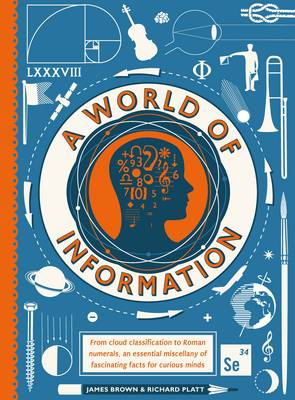 LXXXVIII
Φ
A WORLD OF
INFORMATION
From cloud classification to Roman
numerals, an essential miscellany of
fascinating facts for curious minds
34
Se
JAMES BROWN & RICHARD PLATT